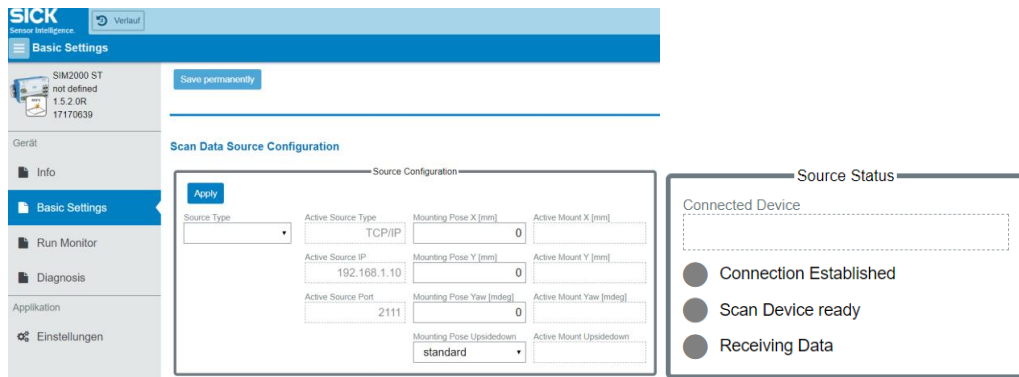 SICK
Sensor Intelligence.
Verlauf
Basic Settings
SIM2000 ST
not defined
1.5.2.0R
17170639
Save permanently
Gerät
Info
Basic Settings
Run Monitor
Diagnosis
Applikation
Einstellungen
Scan Data Source Configuration
Source Configuration
Apply
Source Type
Active Source Type
TCP/IP
Mounting Pose X [mm]
0
Active Mount X [mm]
Active Source IP
192.168.1.10
Mounting Pose Y [mm]
0
Active Mount Y [mm]
Active Source Port
2111
Mounting Pose Yaw [mdeg]
0
Active Mount Yaw [mdeg]
Mounting Pose Upsidedown
standard
Active Mount Upsidedown
Source Status
Connected Device
Connection Established
Scan Device ready
Receiving Data